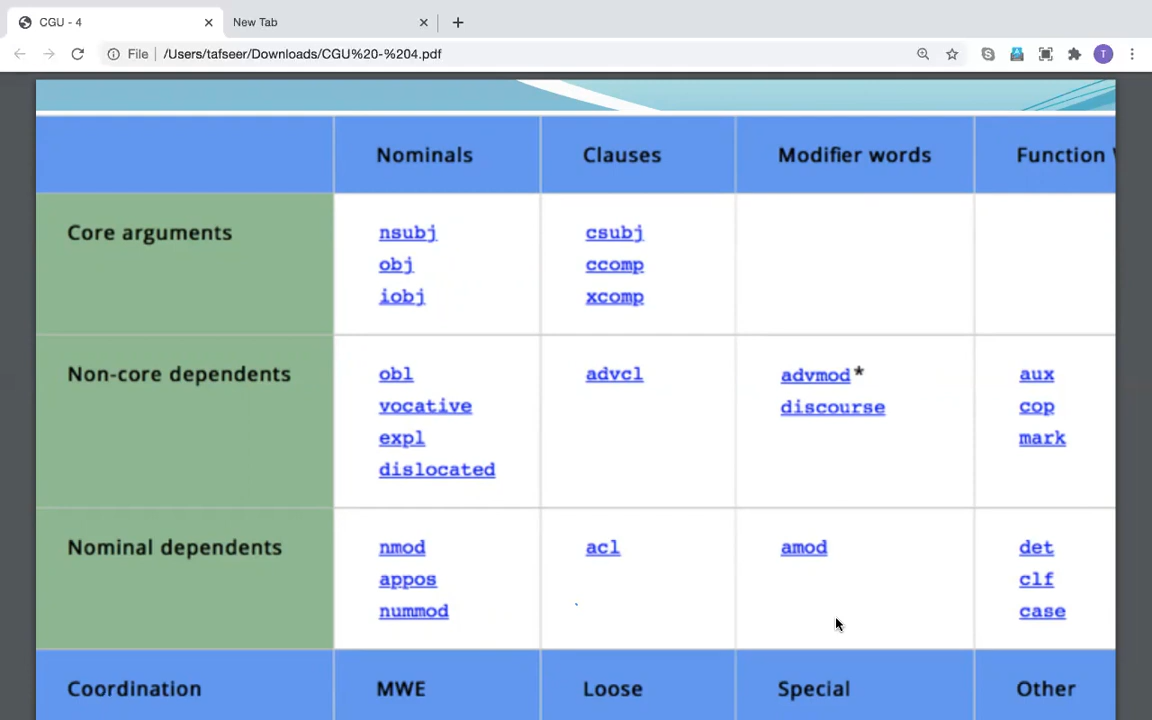 CGU - 4
New Tab
File
/Users/tafseer/Downloads/CGU%20-%204.pdf
T
Nominals Clauses Modifier words Function
Core arguments nsubj csubj
obj ccomp
iobj xcomp
Non-core dependents obl advcl advmod* aux
vocative discourse cop
expl mark
dislocated
Nominal dependents nmod acl amod det
appos clf
nummod case
Coordination MWE Loose Special Other